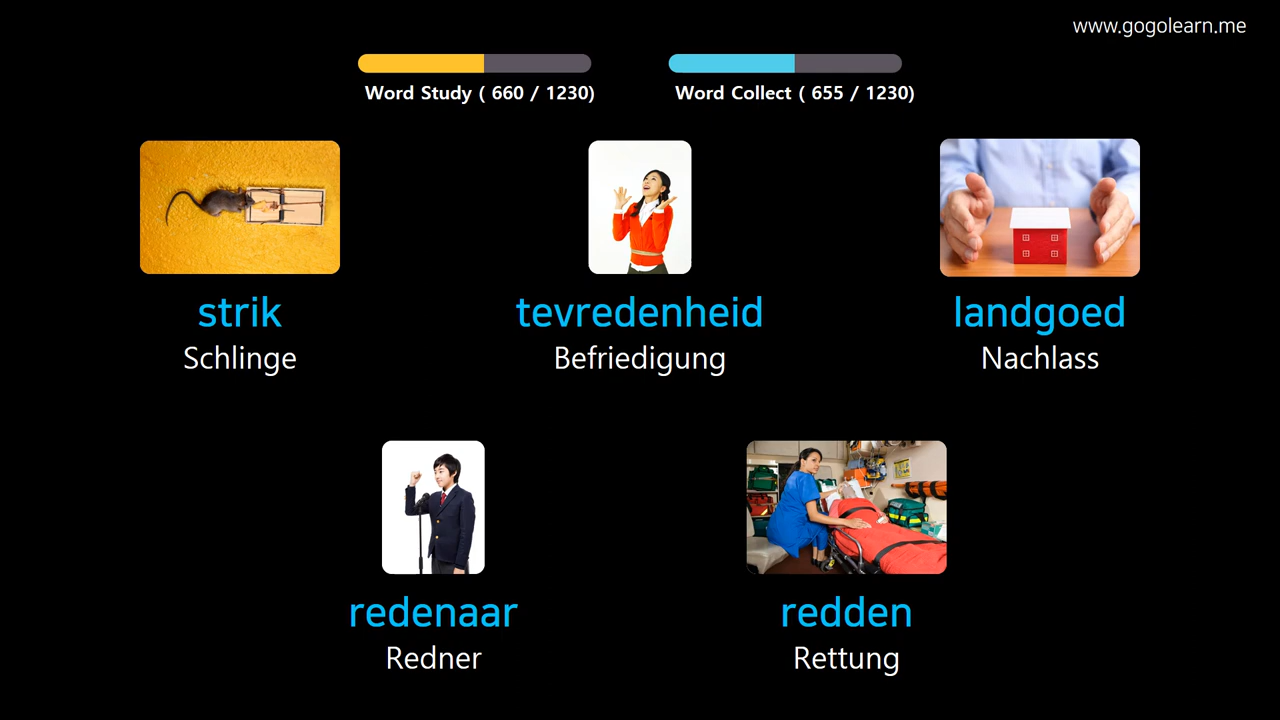 www.gogolearn.me
Word Study ( 660 / 1230)
Word Collect ( 655 / 1230)
strik
Schlinge
tevredenheid
Befriedigung
landgoed
Nachlass
redenaar
Redner
redden
Rettung